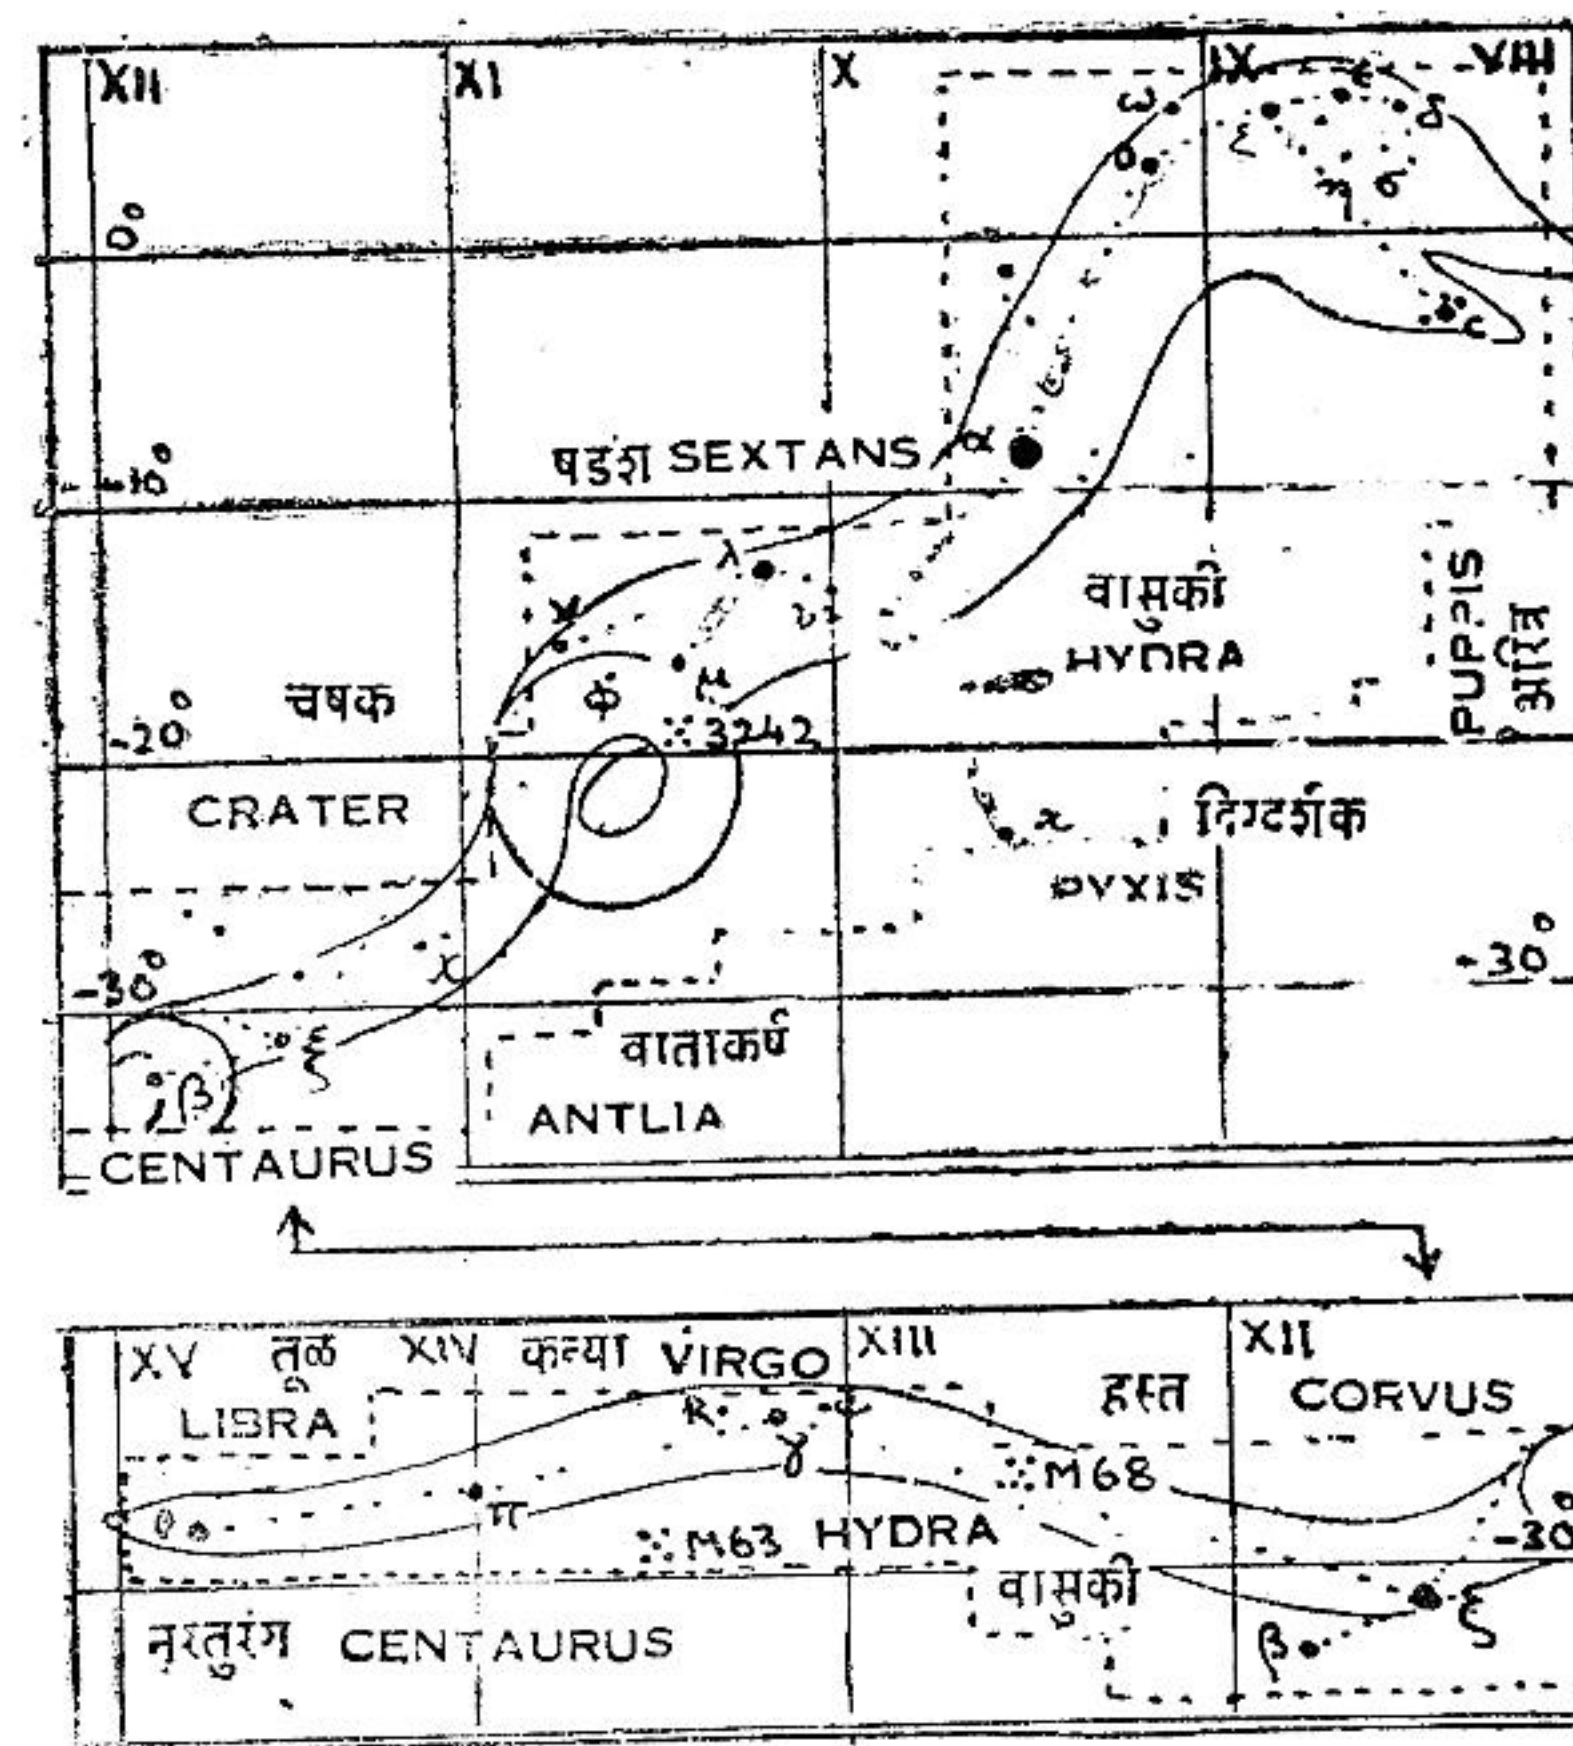 XII XI X IX VIII
ω ε δ
ο ξ
η σ
0°
c
α
षडंश SEXTANS
-10°
λ
ν
वासुकी
HYDRA
PUPPIS
अरित्र
μ
चषक
φ
3242
-20°
CRATER
x दिग्दर्शक
PYXIS
χ
-30° -30°
ξ
वाताकर्ष
β
ANTLIA
CENTAURUS
XV तूळ XIV कन्या VIRGO XIII XII
LIBRA हस्त CORVUS
R
γ
M68
π
M63 HYDRA -30°
वासुकी
नरतुरंग CENTAURUS
β ξ